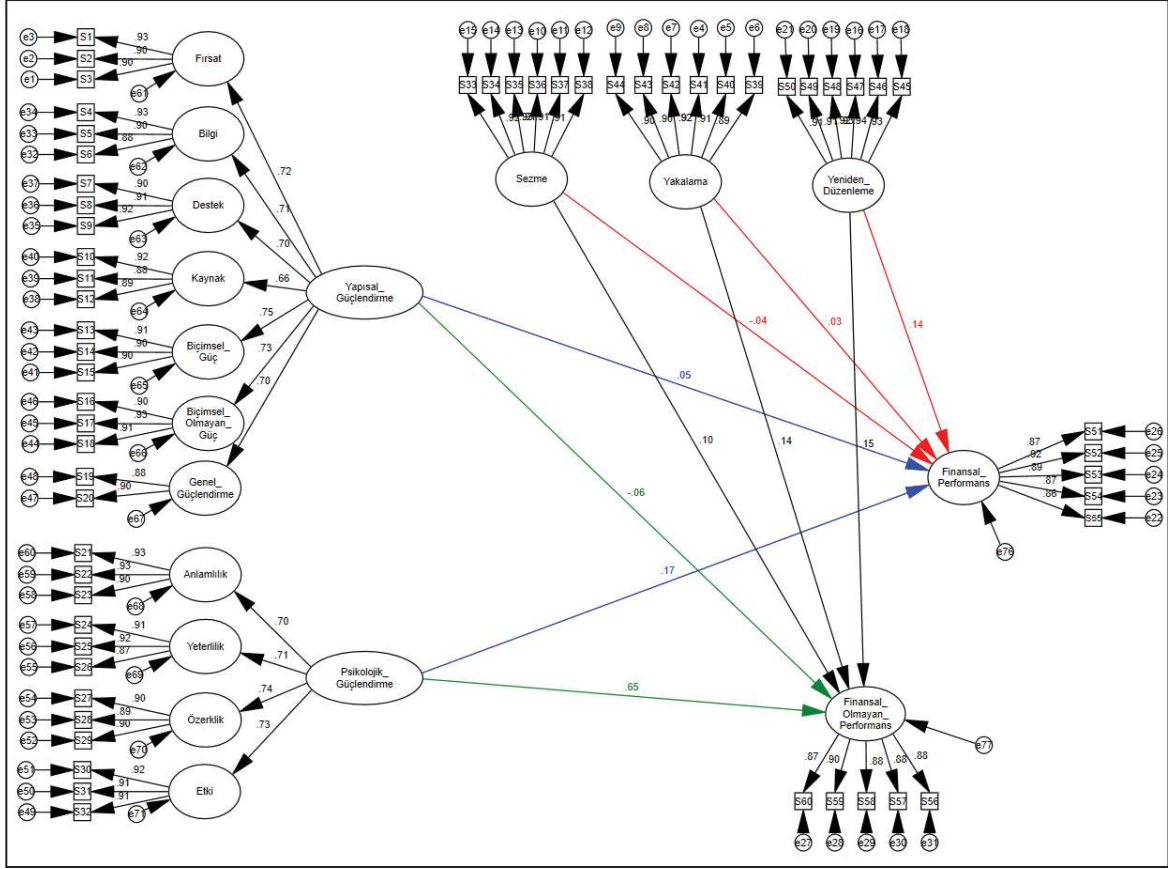 e3 S1 .93
e2 S2 .90
e1 S3 .90
Fırsat
e61
e34 S4 .93
e33 S5 .90
e32 S6 .88
Bilgi
e62
e37 S7 .90
e36 S8 .91
e35 S9 .92
Destek
e63
e40 S10 .92
e39 S11 .88
e38 S12 .89
Kaynak
e64
e43 S13 .91
e42 S14 .90
e41 S15 .90
Biçimsel_
Güç
e65
e46 S16 .90
e45 S17 .93
e44 S18 .91
Biçimsel_
Olmayan_
Güç
e66
e48 S19 .88
e47 S20 .90
Genel_
Güçlendirme
e67
.72
.71
.70
.66
.75
.73
.70
Yapısal_
Güçlendirme
e60 S21 .93
e59 S22 .93
e58 S23 .90
Anlamlılık
e68
e57 S24 .91
e56 S25 .92
e55 S26 .87
Yeterlilik
e69
e54 S27 .90
e53 S28 .89
e52 S29 .90
Özerklik
e70
e51 S30 .92
e50 S31 .91
e49 S32 .91
Etki
e71
.70
.71
.74
.73
Psikolojik_
Güçlendirme
e15 e14 e13 e10 e11 e12
S33 S34 S35 S36 S37 S38
.91 .91
Sezme
e9 e8 e7 e4 e5 e6
S44 S43 S42 S41 S40 S39
.90 .90 .92 .91 .89
Yakalama
e21 e20 e19 e16 e17 e18
S50 S49 S48 S47 S46 S45
.91 .91 .94 .93
Yeniden_
Düzenleme
-.04
.03
.14
.05
.10
.14
.15
-.06
.17
.65
Finansal_
Performans
.87 S51 e26
.92 S52 e25
.89 S53 e24
.87 S54 e23
.86 S55 e22
e76
Finansal_
Olmayan_
Performans
e77
.87 .90 .88 .88 .88
S60 S59 S58 S57 S56
e27 e28 e29 e30 e31